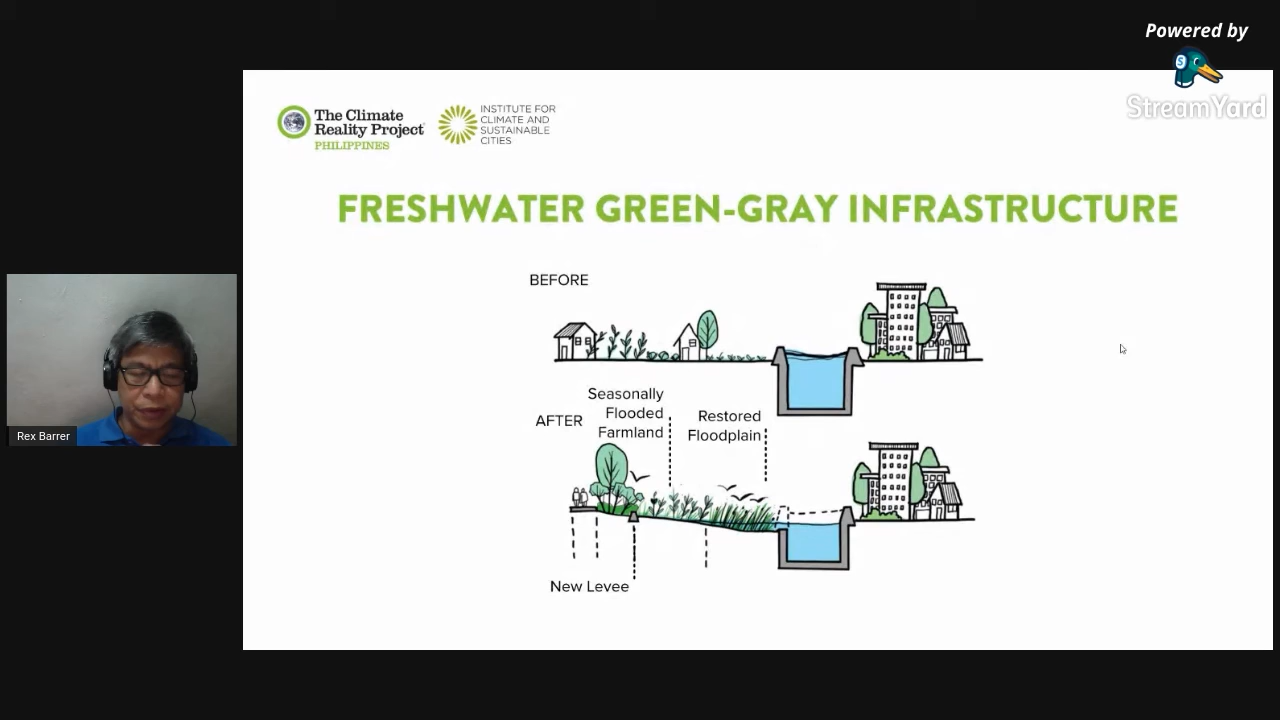 Powered by
StreamYard
The Climate
Reality Project
PHILIPPINES
INSTITUTE FOR
CLIMATE AND
SUSTAINABLE
CITIES
FRESHWATER GREEN-GRAY INFRASTRUCTURE
BEFORE
AFTER
Seasonally
Flooded
Farmland
Restored
Floodplain
New Levee
Rex Barrer